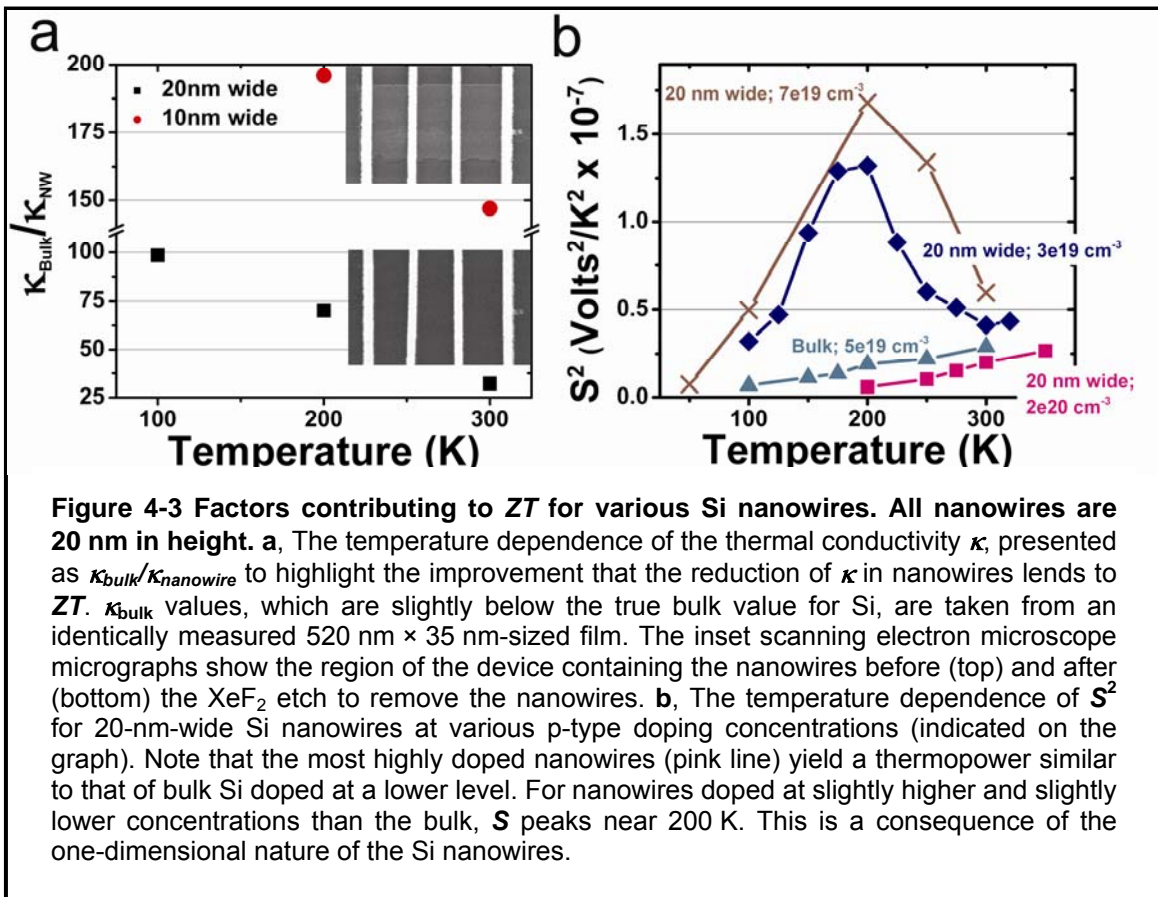 a
200
175
150
100
75
50
25
κBulk/κNW
20nm wide
10nm wide
100
200
300
Temperature (K)
b
1.5
1.0
0.5
0.0
S² (Volts²/K² x 10⁻⁷)
20 nm wide; 7e19 cm⁻³
20 nm wide; 3e19 cm⁻³
Bulk; 5e19 cm⁻³
20 nm wide;
2e20 cm⁻³
100
200
300
Temperature (K)
Figure 4-3 Factors contributing to ZT for various Si nanowires. All nanowires are
20 nm in height. a, The temperature dependence of the thermal conductivity κ, presented
as κbulk/κnanowire to highlight the improvement that the reduction of κ in nanowires lends to
ZT. κbulk values, which are slightly below the true bulk value for Si, are taken from an
identically measured 520 nm × 35 nm-sized film. The inset scanning electron microscope
micrographs show the region of the device containing the nanowires before (top) and after
(bottom) the XeF₂ etch to remove the nanowires. b, The temperature dependence of S²
for 20-nm-wide Si nanowires at various p-type doping concentrations (indicated on the
graph). Note that the most highly doped nanowires (pink line) yield a thermopower similar
to that of bulk Si doped at a lower level. For nanowires doped at slightly higher and slightly
lower concentrations than the bulk, S peaks near 200 K. This is a consequence of the
one-dimensional nature of the Si nanowires.